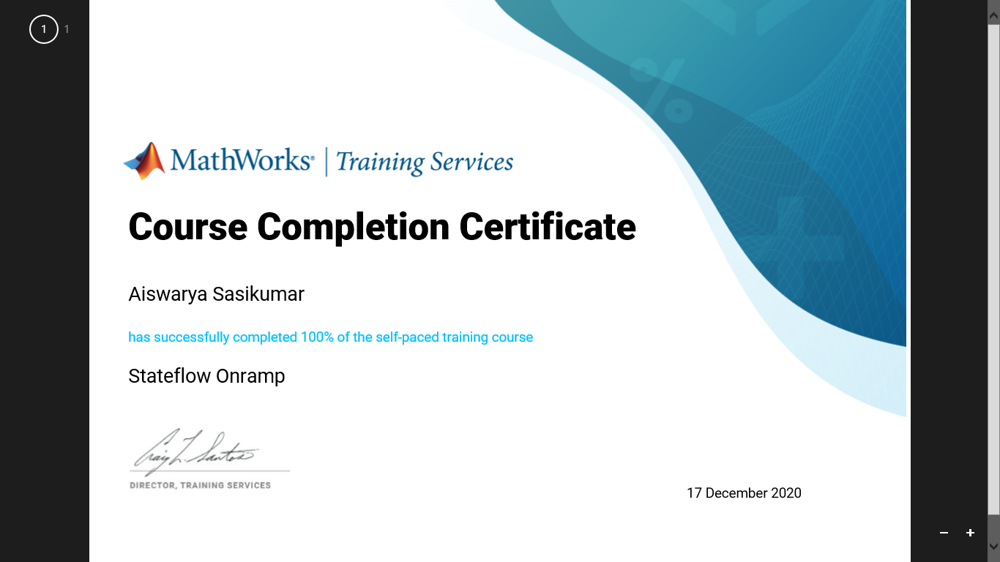 1 1
MathWorks® | Training Services
Course Completion Certificate
Aiswarya Sasikumar
has successfully completed 100% of the self-paced training course
Stateflow Onramp
Craig L. Santos
DIRECTOR, TRAINING SERVICES
17 December 2020